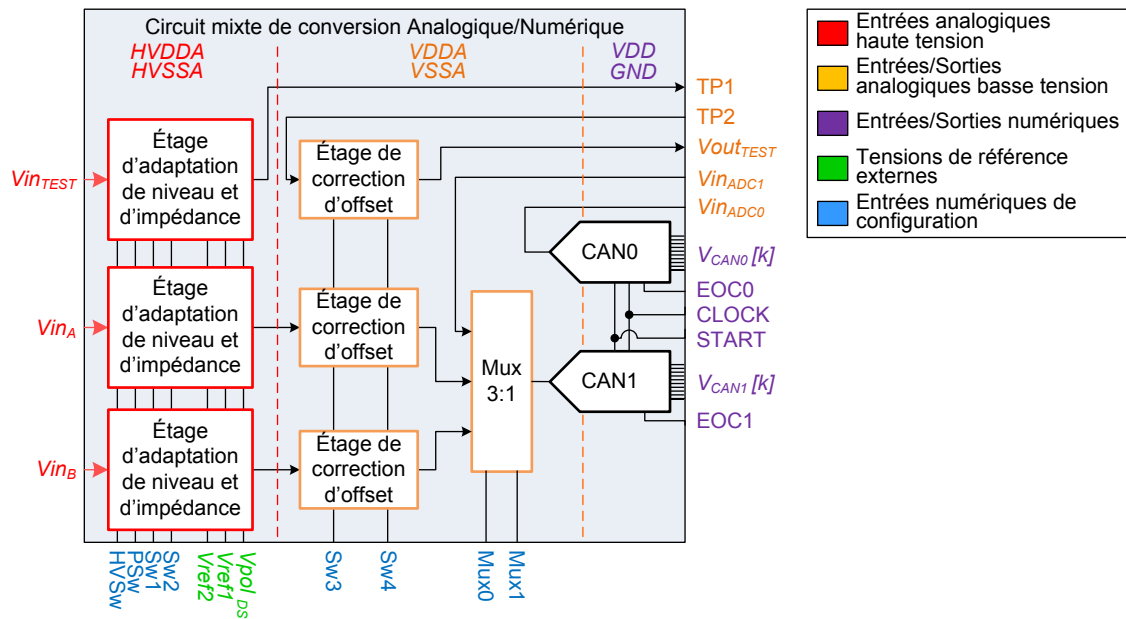 Circuit mixte de conversion Analogique/Numérique
HVDDA
HVSSA
VDDA
VSSA
VDD
GND
TP1
TP2
VoutTEST
VinADC1
VinADC0
VCAN0 [k]
EOC0
CLOCK
START
VCAN1 [k]
EOC1
VinTEST
VinA
VinB
Étage
d'adaptation
de niveau et
d'impédance
Étage de
correction
d'offset
Étage
d'adaptation
de niveau et
d'impédance
Étage de
correction
d'offset
Étage
d'adaptation
de niveau et
d'impédance
Étage de
correction
d'offset
Mux
3:1
CAN0
CAN1
HVSw
PSw
Sw1
Sw2
Vref2
Vref1
Vpol DS
Sw3
Sw4
Mux0
Mux1
Entrées analogiques
haute tension
Entrées/Sorties
analogiques basse tension
Entrées/Sorties numériques
Tensions de référence
externes
Entrées numériques de
configuration